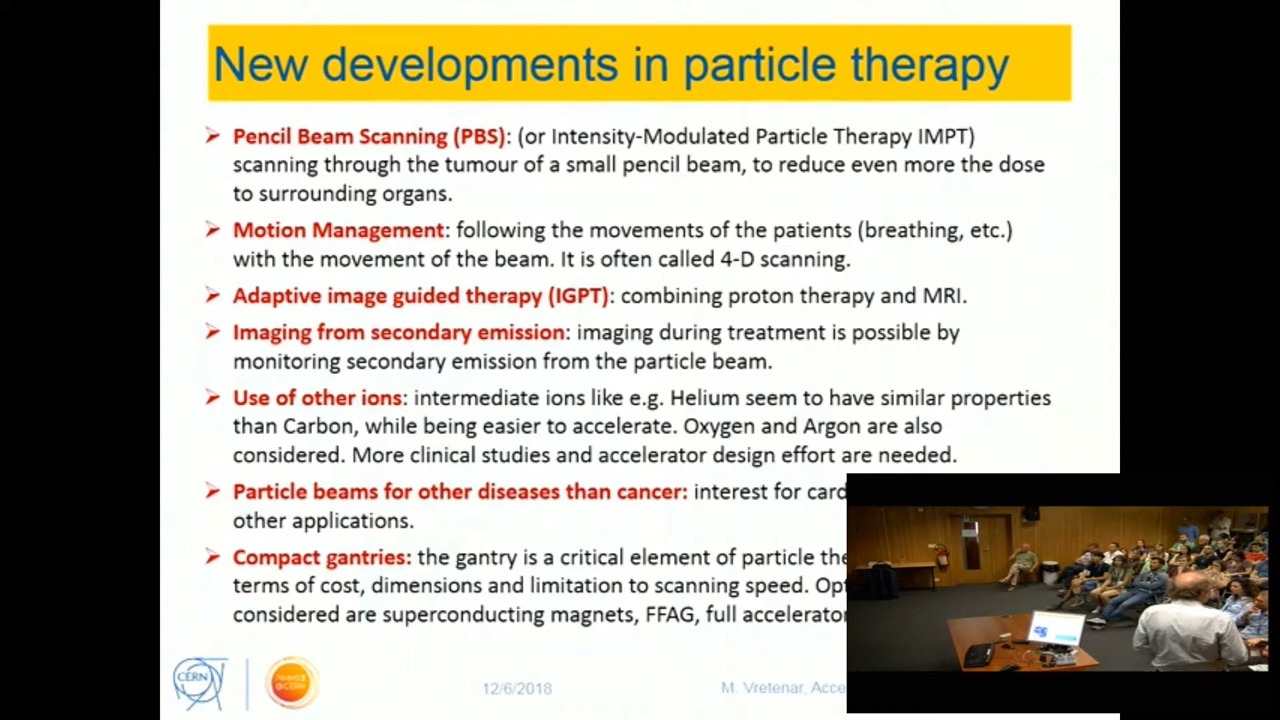 New developments in particle therapy
➢ Pencil Beam Scanning (PBS): (or Intensity-Modulated Particle Therapy IMPT)
scanning through the tumour of a small pencil beam, to reduce even more the dose
to surrounding organs.
➢ Motion Management: following the movements of the patients (breathing, etc.)
with the movement of the beam. It is often called 4-D scanning.
➢ Adaptive image guided therapy (IGPT): combining proton therapy and MRI.
➢ Imaging from secondary emission: imaging during treatment is possible by
monitoring secondary emission from the particle beam.
➢ Use of other ions: intermediate ions like e.g. Helium seem to have similar properties
than Carbon, while being easier to accelerate. Oxygen and Argon are also
considered. More clinical studies and accelerator design effort are needed.
➢ Particle beams for other diseases than cancer: interest for card
other applications.
➢ Compact gantries: the gantry is a critical element of particle the
terms of cost, dimensions and limitation to scanning speed. Opt
considered are superconducting magnets, FFAG, full accelerator
CERN
@CERN
12/6/2018
M. Vretenar, Acce